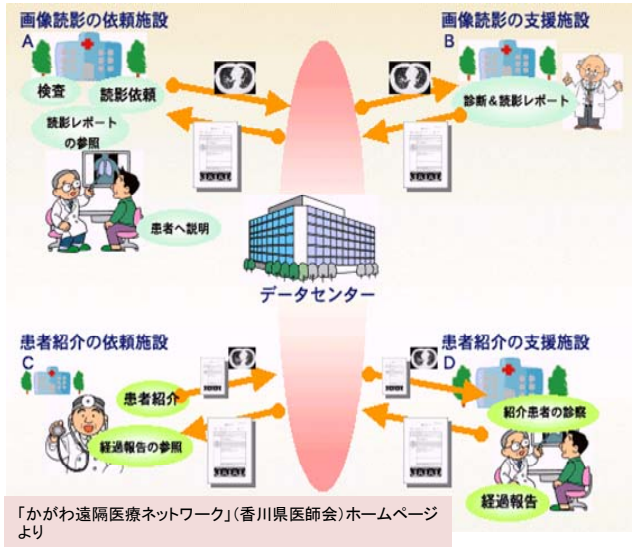 画像読影の依頼施設
A
検査
読影依頼
読影レポート
の参照
患者へ説明
画像読影の支援施設
B
診断&読影レポート
データセンター
患者紹介の依頼施設
C
患者紹介
経過報告の参照
患者紹介の支援施設
D
紹介患者の診察
経過報告
「かがわ遠隔医療ネットワーク」(香川県医師会)ホームページ
より